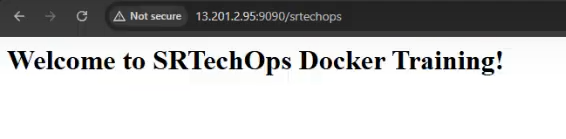 Not secure 13.201.2.95:9090/srtechops
Welcome to SRTechOps Docker Training!